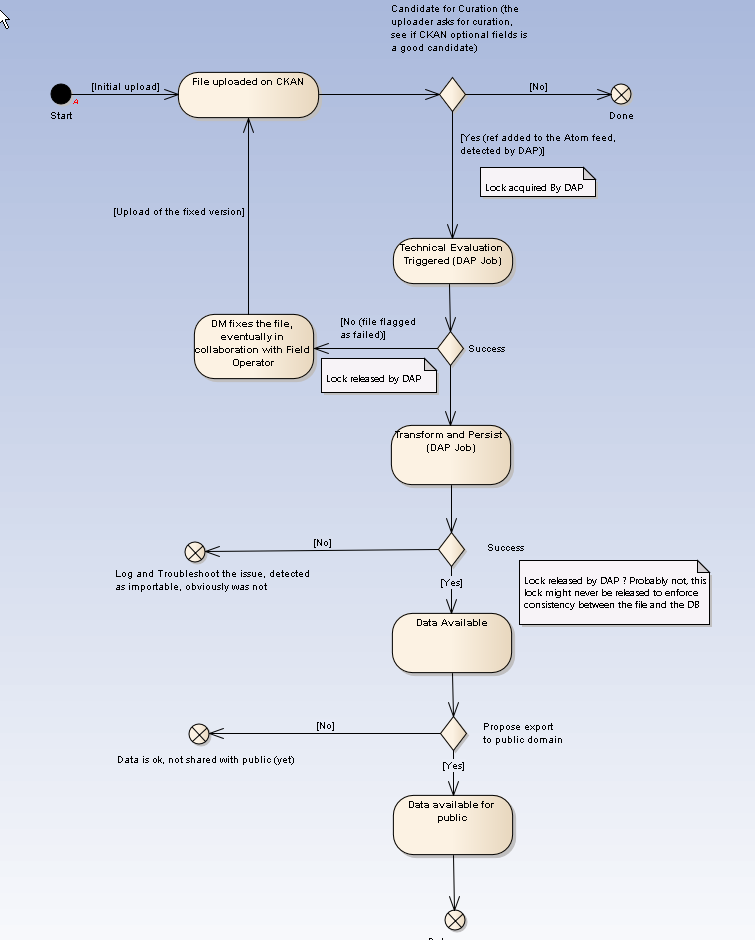 Candidate for Curation (the
uploader asks for curation,
see if CKAN optional fields is
a good candidate)
[Initial upload]
File uploaded on CKAN
[No]
A
Start
Done
[Yes (ref added to the Atom feed,
detected by DAP)]
Lock acquired By DAP
[Upload of the fixed version]
Technical Evaluation
Triggered (DAP Job)
DM fixes the file,
eventually in
collaboration with Field
Operator
[No (file flagged
as failed)]
Success
Lock released by DAP
Transform and Persist
(DAP Job)
[No]
Success
Log and Troubleshoot the issue, detected
as importable, obviously was not
[Yes]
Lock released by DAP ? Probably not, this
lock might never be released to enforce
consistency between the file and the DB
Data Available
[No]
Propose export
to public domain
Data is ok, not shared with public (yet)
[Yes]
Data available for
public